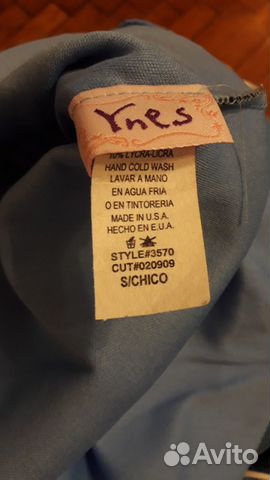 Ynes
10% LYCRA-LICRA
HAND COLD WASH
LAVAR A MANO
EN AGUA FRIA
O EN TINTORERIA
MADE IN U.S.A.
HECHO EN E.U.A.
STYLE#3570
CUT#020909
S/CHICO
Avito